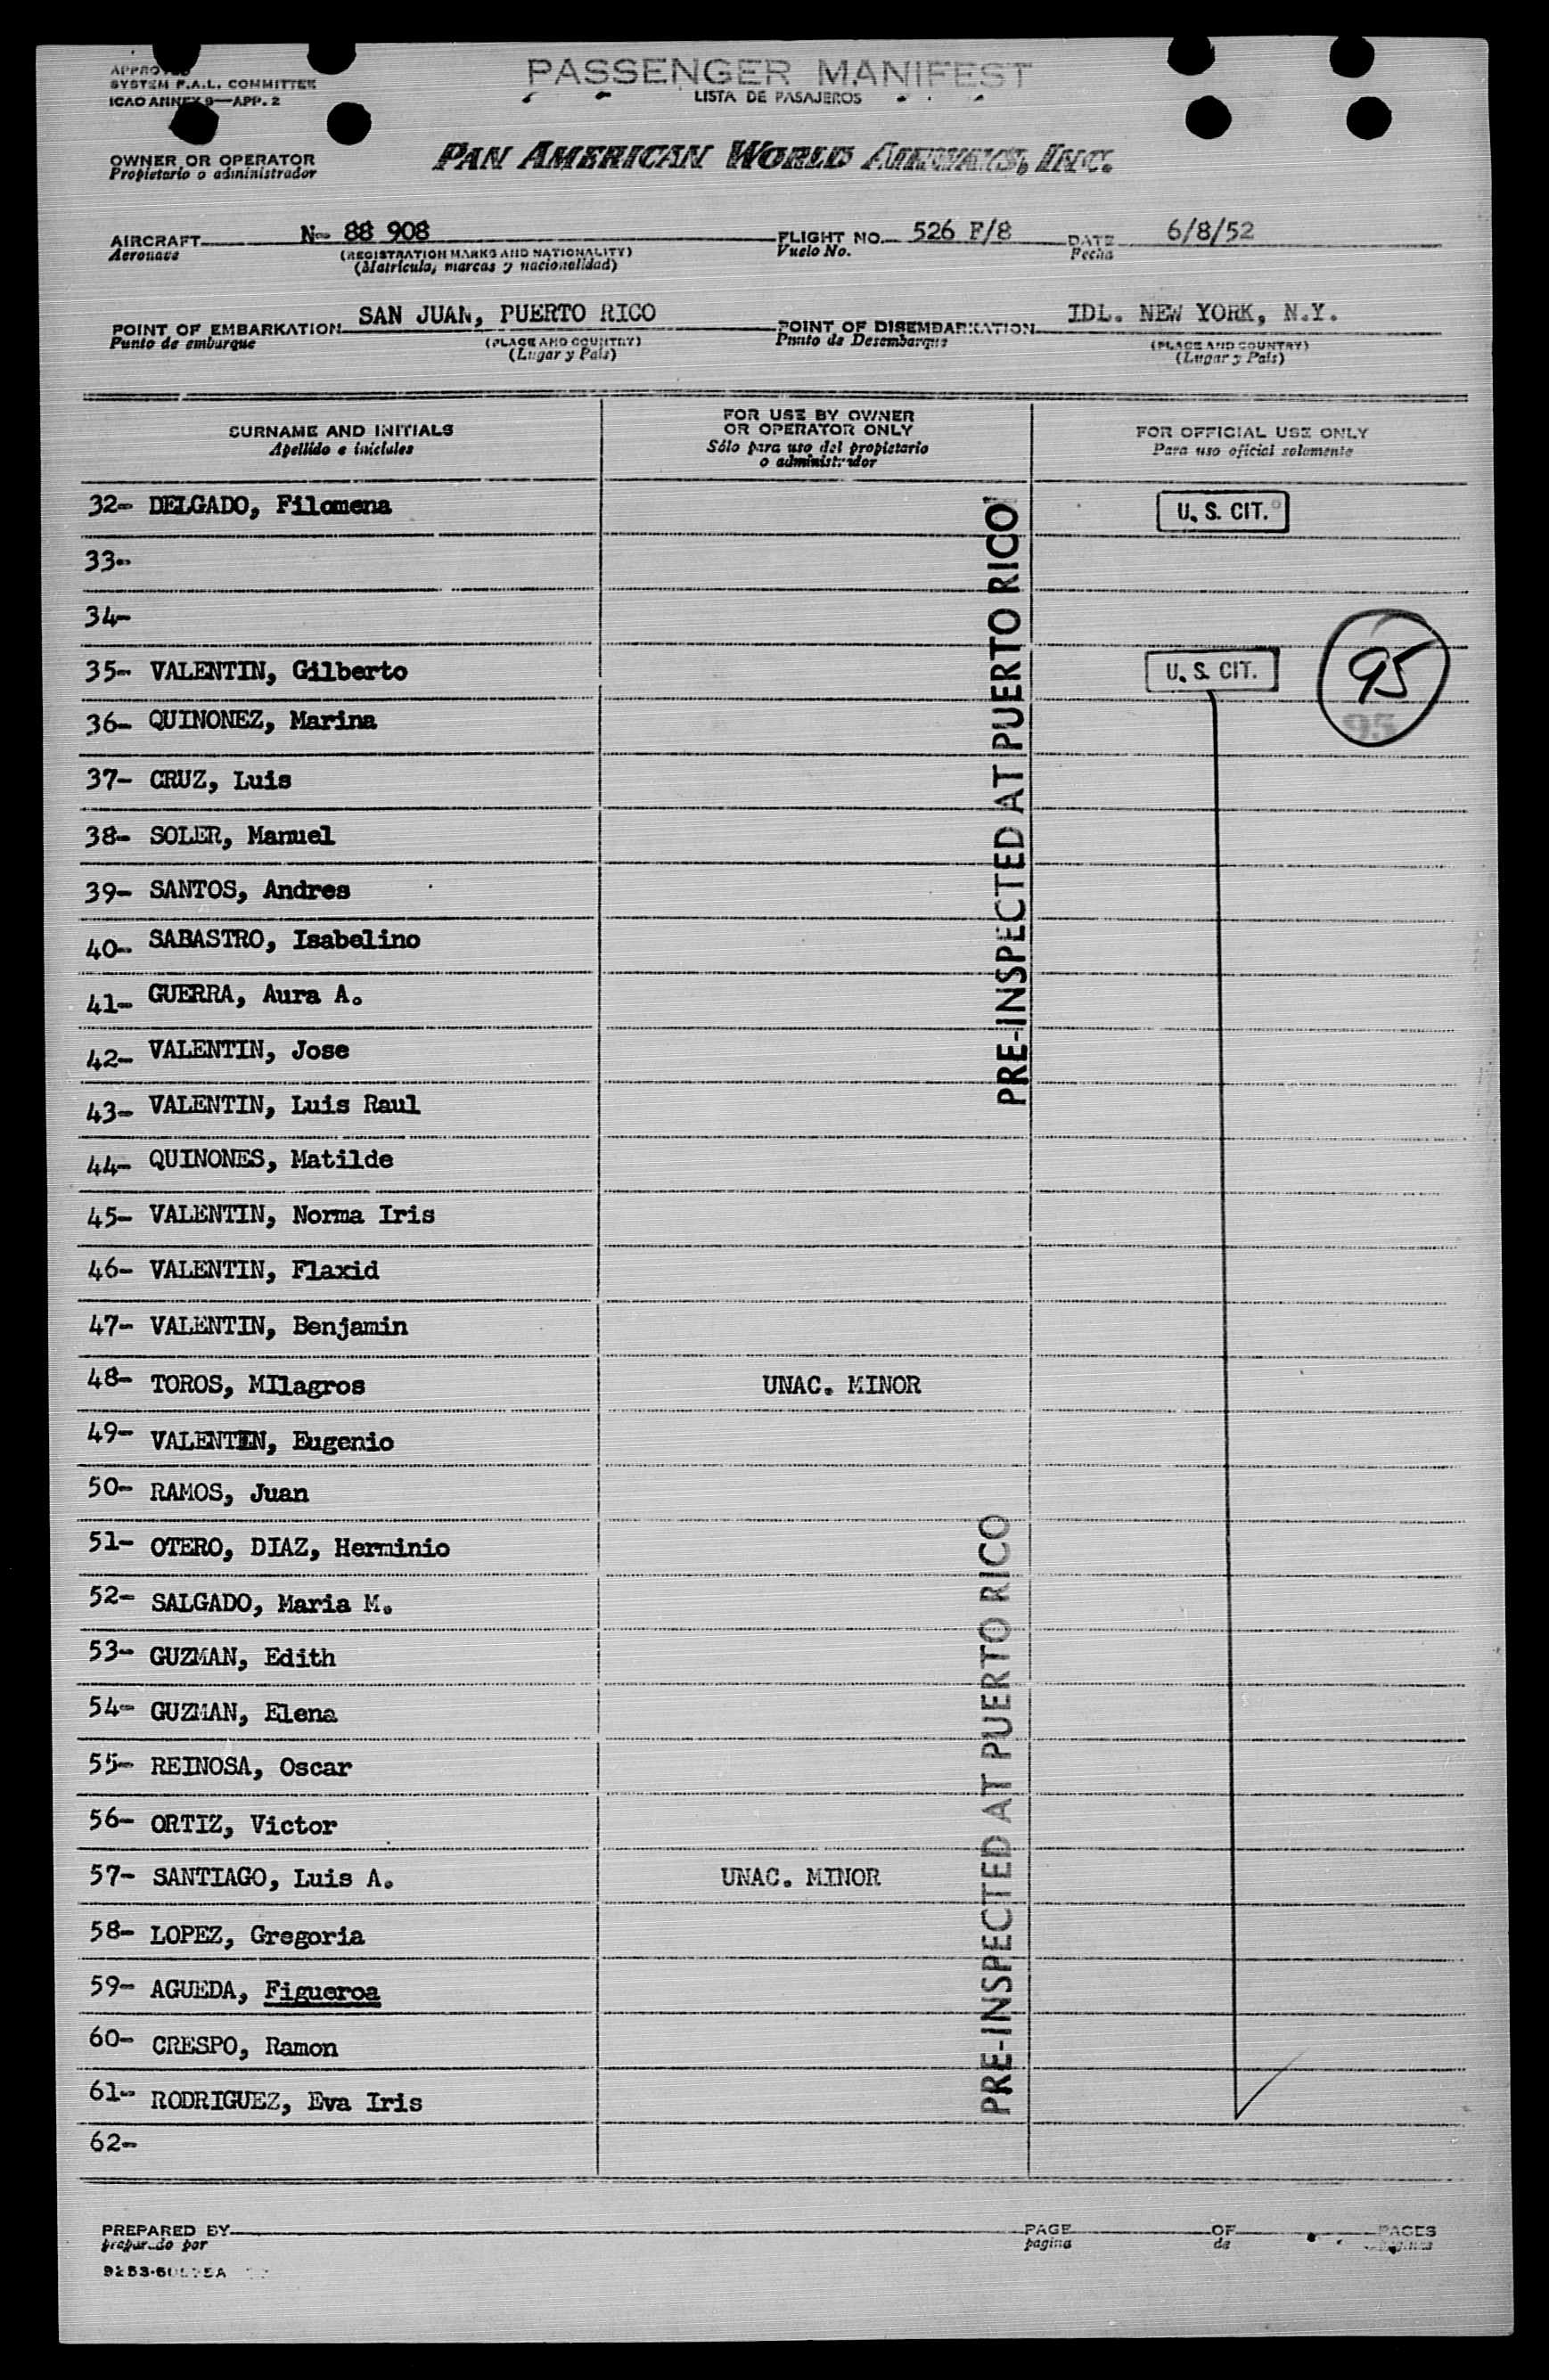 APPROVED
SYSTEM F.A.L. COMMITTEE
ICAO ANNEX 9—APP. 2
PASSENGER MANIFEST
LISTA DE PASAJEROS
OWNER OR OPERATOR
Propietario o administrador
PAN AMERICAN WORLD AIRWAYS, INC.
AIRCRAFT N- 88 908 FLIGHT NO. 526 F/8 DATE 6/8/52
Aeronave (REGISTRATION MARKS AND NATIONALITY) Vuelo No. Fecha
(Matrícula, marcas y nacionalidad)
POINT OF EMBARKATION SAN JUAN, PUERTO RICO POINT OF DISEMBARKATION IDL. NEW YORK, N.Y.
Punto de embarque (PLACE AND COUNTRY) Punto de Desembarque (PLACE AND COUNTRY)
(Lugar y País) (Lugar y País)
SURNAME AND INITIALS
Apellido e iniciales
FOR USE BY OWNER
OR OPERATOR ONLY
Sólo para uso del propietario
o administrador
FOR OFFICIAL USE ONLY
Para uso oficial solamente
32- DELGADO, Filomena U. S. CIT.
33-
34-
35- VALENTIN, Gilberto U. S. CIT. 95
95
36- QUINONEZ, Marina
37- CRUZ, Luis
38- SOLER, Manuel
39- SANTOS, Andres
40- SABASTRO, Isabelino
41- GUERRA, Aura A.
42- VALENTIN, Jose
43- VALENTIN, Luis Raul
PRE-INSPECTED AT PUERTO RICO
44- QUINONES, Matilde
45- VALENTIN, Norma Iris
46- VALENTIN, Flaxid
47- VALENTIN, Benjamin
48- TOROS, MIlagros UNAC. MINOR
49- VALENTIN, Eugenio
50- RAMOS, Juan
51- OTERO, DIAZ, Herminio
52- SALGADO, Maria M.
53- GUZMAN, Edith
54- GUZMAN, Elena
55- REINOSA, Oscar
56- ORTIZ, Victor
57- SANTIAGO, Luis A. UNAC. MINOR
58- LOPEZ, Gregoria
59- AGUEDA, Figueroa
60- CRESPO, Ramon
61- RODRIGUEZ, Eva Iris
PRE-INSPECTED AT PUERTO RICO
62-
PREPARED BY PAGE OF PAGES
preparado por pagina de